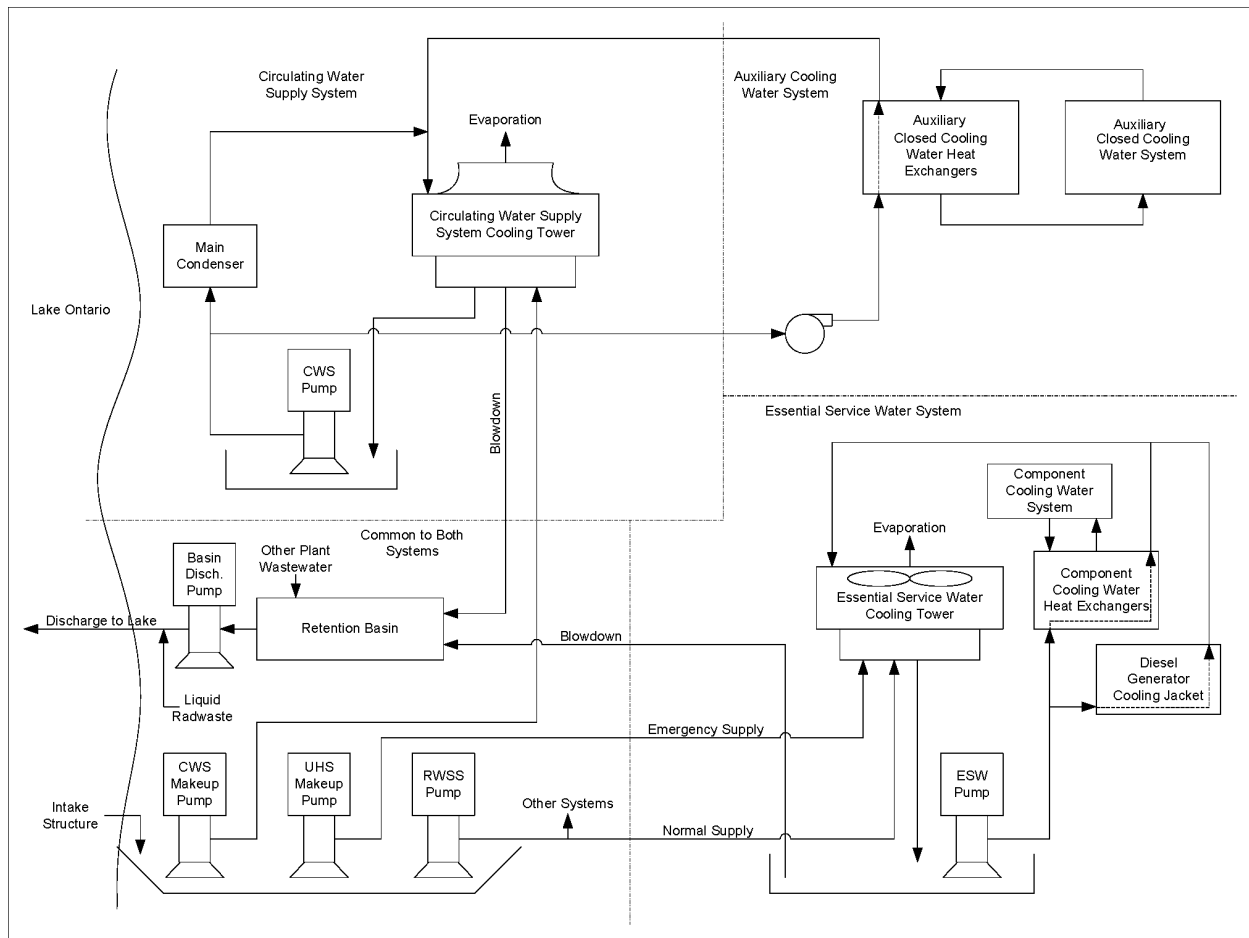 Circulating Water
Supply System
Auxiliary Cooling
Water System
Evaporation
Auxiliary
Closed Cooling
Water Heat
Exchangers
Auxiliary
Closed Cooling
Water System
Circulating Water Supply
System Cooling Tower
Main
Condenser
Lake Ontario
CWS
Pump
Blowdown
Essential Service Water System
Component
Cooling Water
System
Common to Both
Systems
Evaporation
Other Plant
Wastewater
Basin
Disch.
Pump
Component
Cooling Water
Heat Exchangers
Essential Service Water
Cooling Tower
Discharge to Lake
Retention Basin
Blowdown
Diesel
Generator
Cooling Jacket
Liquid
Radwaste
Emergency Supply
CWS
Makeup
Pump
UHS
Makeup
Pump
RWSS
Pump
ESW
Pump
Intake
Structure
Other Systems
Normal Supply